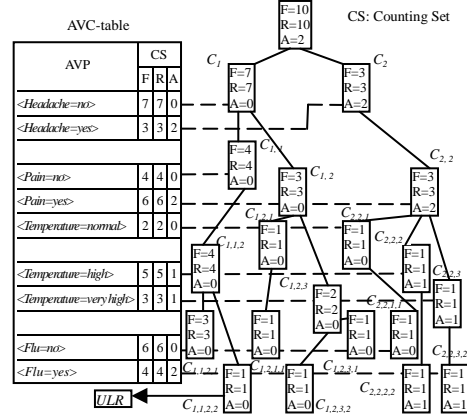 AVC-table
CS: Counting Set
AVP CS
F R A
<Headache=no> 7 7 0
<Headache=yes> 3 3 2
<Pain=no> 4 4 0
<Pain=yes> 6 6 2
<Temperature=normal> 2 2 0
<Temperature=high> 5 5 1
<Temperature=very high> 3 3 1
<Flu=no> 6 6 0
<Flu=yes> 4 4 2
ULR
F=10
R=10
A=2
C1
F=7
R=7
A=0
C2
F=3
R=3
A=2
C1,1
F=4
R=4
A=0
C1,2
F=3
R=3
A=0
C2,2
F=3
R=3
A=2
C1,1,2
F=4
R=4
A=0
C1,2,1
F=1
R=1
A=0
C1,2,3
F=2
R=2
A=0
C2,2,1
F=1
R=1
A=0
C2,2,2
F=1
R=1
A=1
C2,2,3
F=1
R=1
A=1
C1,1,2,1
F=3
R=3
A=0
C1,1,2,2
F=1
R=1
A=0
C1,2,1,1
F=1
R=1
A=0
C1,2,3,1
F=1
R=1
A=0
C1,2,3,2
F=1
R=1
A=0
C2,2,1,1
F=1
R=1
A=0
C2,2,2,2
F=1
R=1
A=1
C2,2,3,2
F=1
R=1
A=1